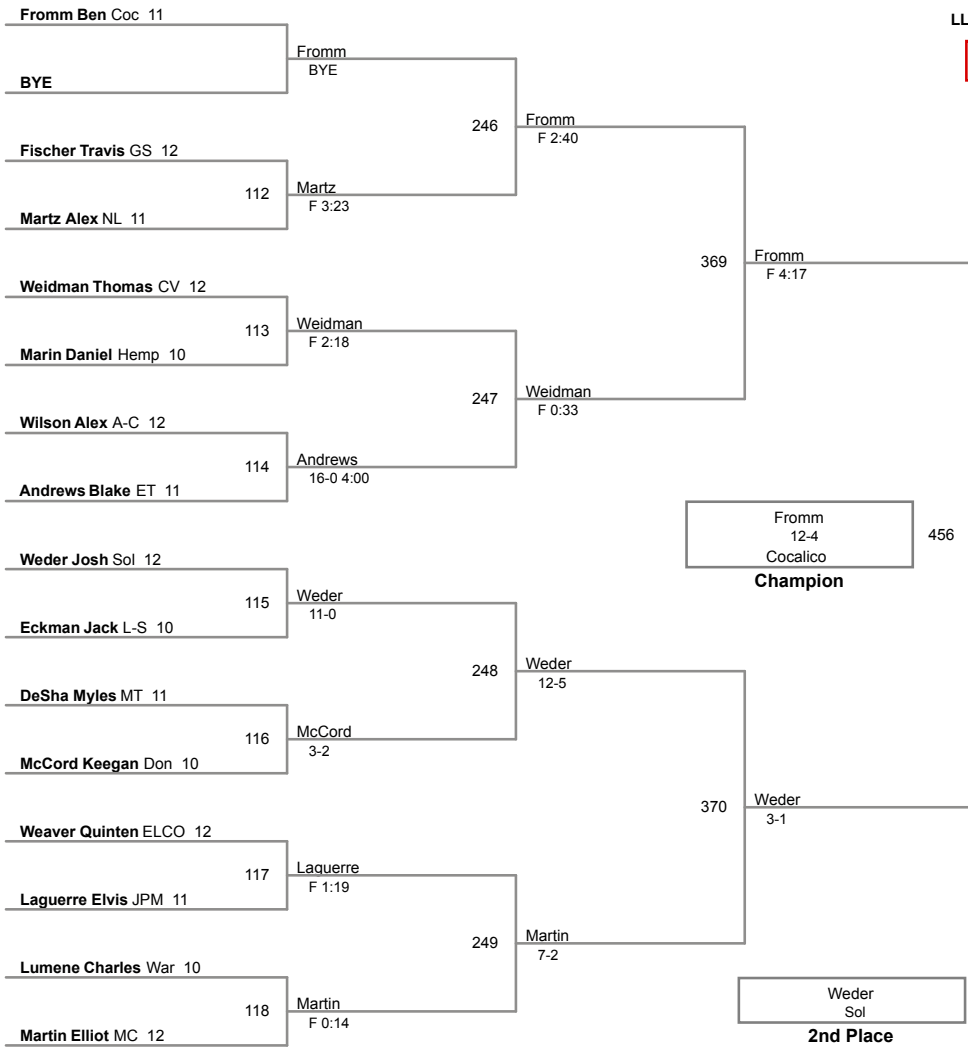 Fromm Ben Coc 11
LL
Fromm
BYE
BYE
246
Fromm
F 2:40
Fischer Travis GS 12
112
Martz
F 3:23
Martz Alex NL 11
369
Fromm
F 4:17
Weidman Thomas CV 12
113
Weidman
F 2:18
Marin Daniel Hemp 10
247
Weidman
F 0:33
Wilson Alex A-C 12
114
Andrews
16-0 4:00
Andrews Blake ET 11
Fromm
12-4
Cocalico
456
Champion
Weder Josh Sol 12
115
Weder
11-0
Eckman Jack L-S 10
248
Weder
12-5
DeSha Myles MT 11
116
McCord
3-2
McCord Keegan Don 10
370
Weder
3-1
Weaver Quinten ELCO 12
117
Laguerre
F 1:19
Laguerre Elvis JPM 11
249
Martin
7-2
Lumene Charles War 10
118
Martin
F 0:14
Martin Elliot MC 12
Weder
Sol
2nd Place